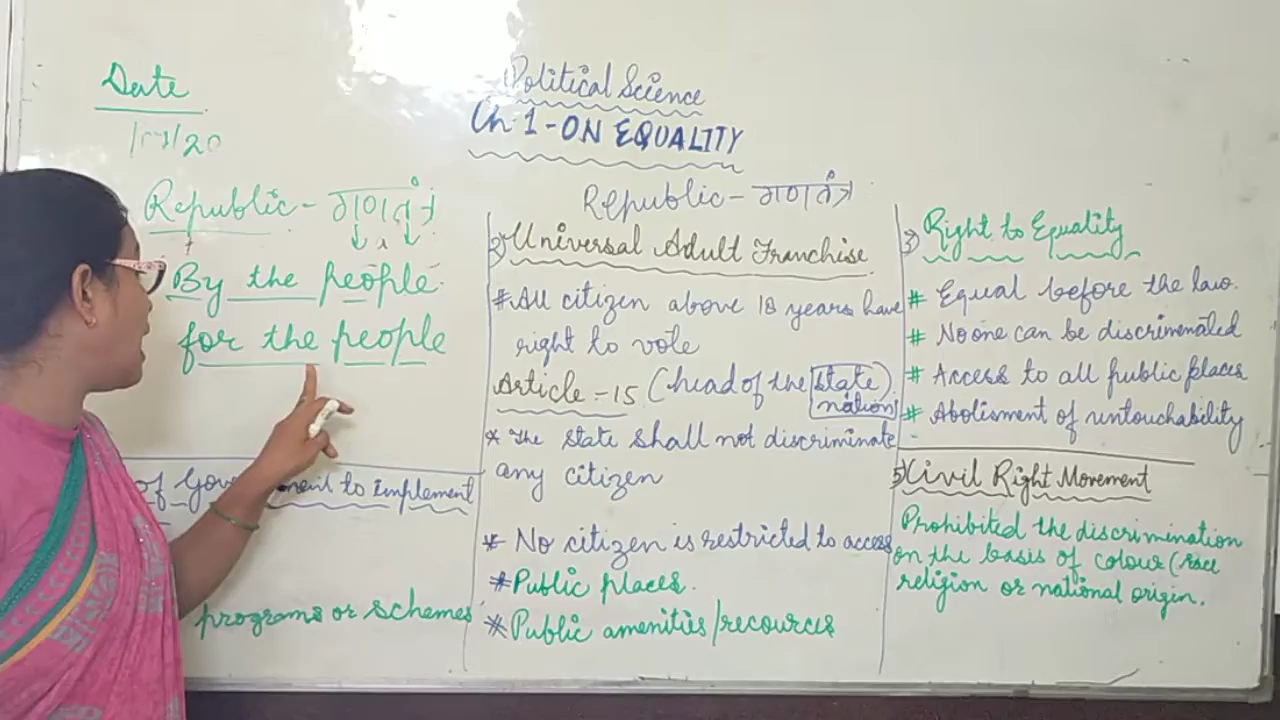 Date
/20
Political Science
Ch 1-ON EQUALITY
Republic- गणतंत्र
Republic - गणतंत्र
By the people
for the people
of Government to implement
programs or schemes
2) Universal Adult Franchise
# All citizen above 18 years have
right to vote
Article-15 (head of the state)
nation
* The state shall not discriminate
any citizen
* No citizen is restricted to access
* Public places.
* Public amenities/recources
3) Right to Equality
# Equal before the law.
# No one can be discrimenated
# Access to all public places
# Abolisment of untouchability
5) Civil Right Movement
Prohibited the discrimination
on the basis of colour (race
religion or national origin.